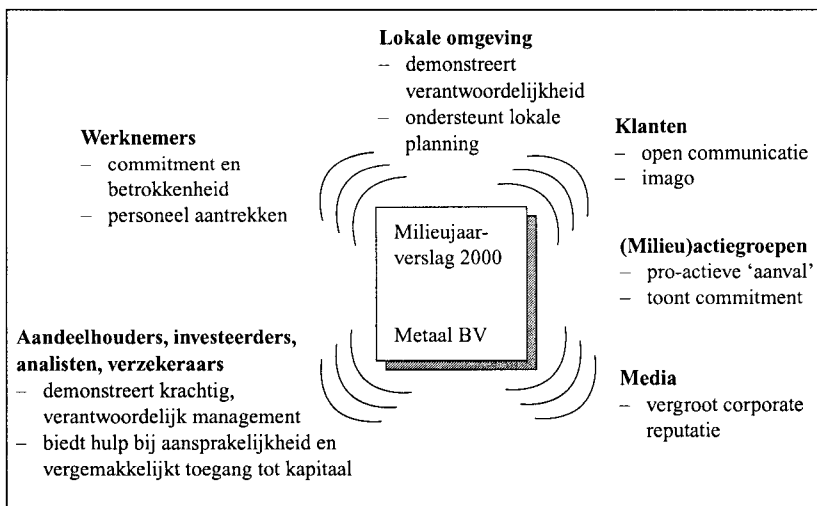 Lokale omgeving
– demonstreert
verantwoordelijkheid
– ondersteunt lokale
planning
Werknemers
– commitment en
betrokkenheid
– personeel aantrekken
Klanten
– open communicatie
– imago
Milieujaar-
verslag 2000
Metaal BV
(Milieu)actiegroepen
– pro-actieve ‘aanval’
– toont commitment
Aandeelhouders, investeerders,
analisten, verzekeraars
– demonstreert krachtig,
verantwoordelijk management
– biedt hulp bij aansprakelijkheid en
vergemakkelijkt toegang tot kapitaal
Media
– vergroot corporate
reputatie